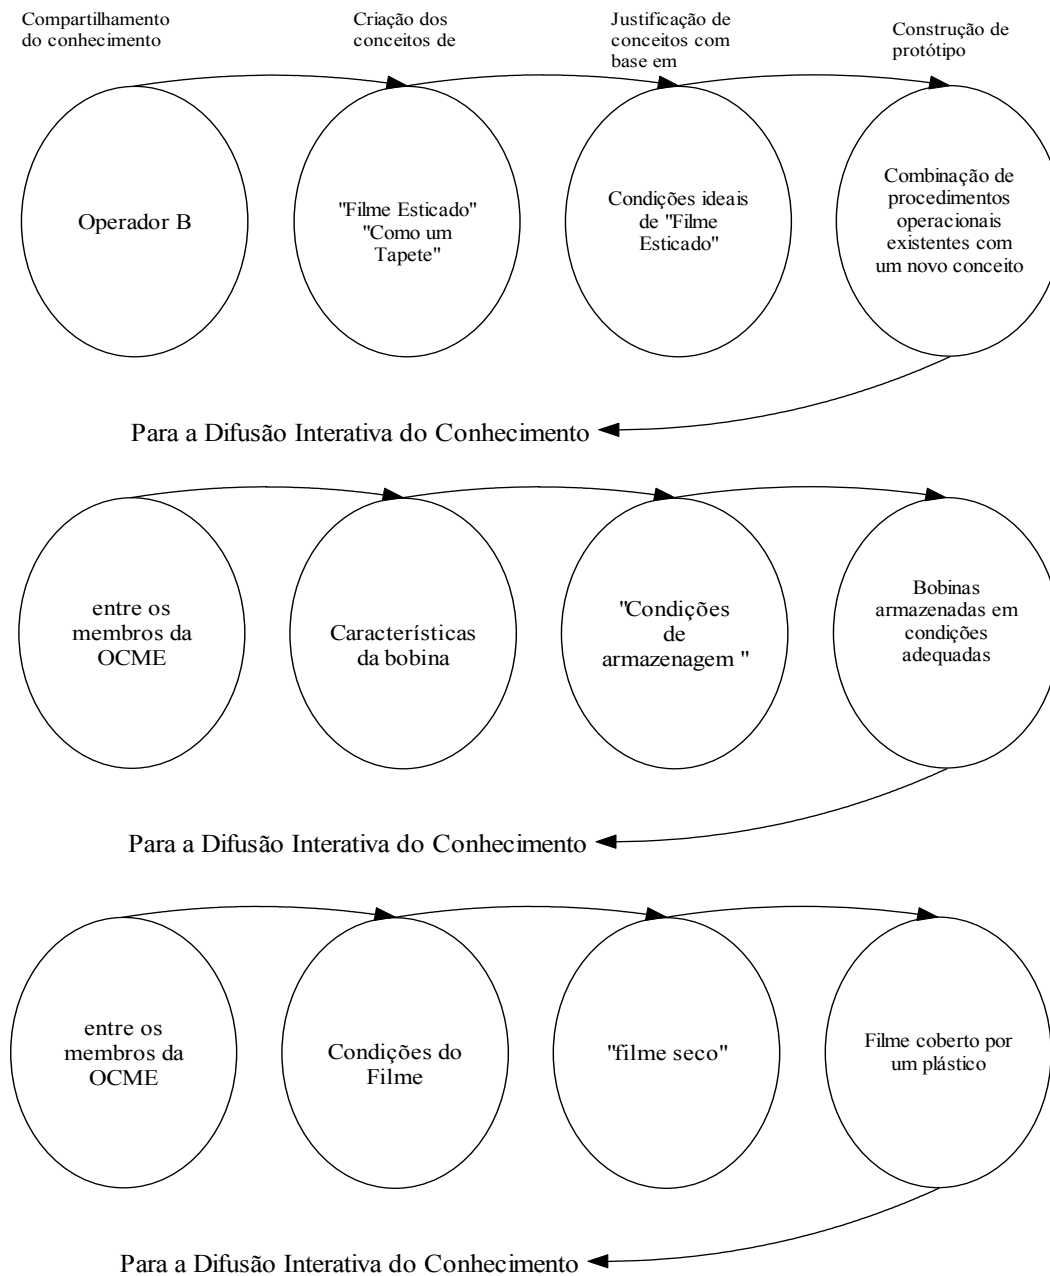 Compartilhamento
do conhecimento
Criação dos
conceitos de
Justificação de
conceitos com
base em
Construção de
protótipo
Operador B
"Filme Esticado"
"Como um
Tapete"
Condições ideais
de "Filme
Esticado"
Combinação de
procedimentos
operacionais
existentes com
um novo conceito
Para a Difusão Interativa do Conhecimento
entre os
membros da
OCME
Características
da bobina
"Condições
de
armazenagem "
Bobinas
armazenadas em
condições
adequadas
Para a Difusão Interativa do Conhecimento
entre os
membros da
OCME
Condições do
Filme
"filme seco"
Filme coberto por
um plástico
Para a Difusão Interativa do Conhecimento